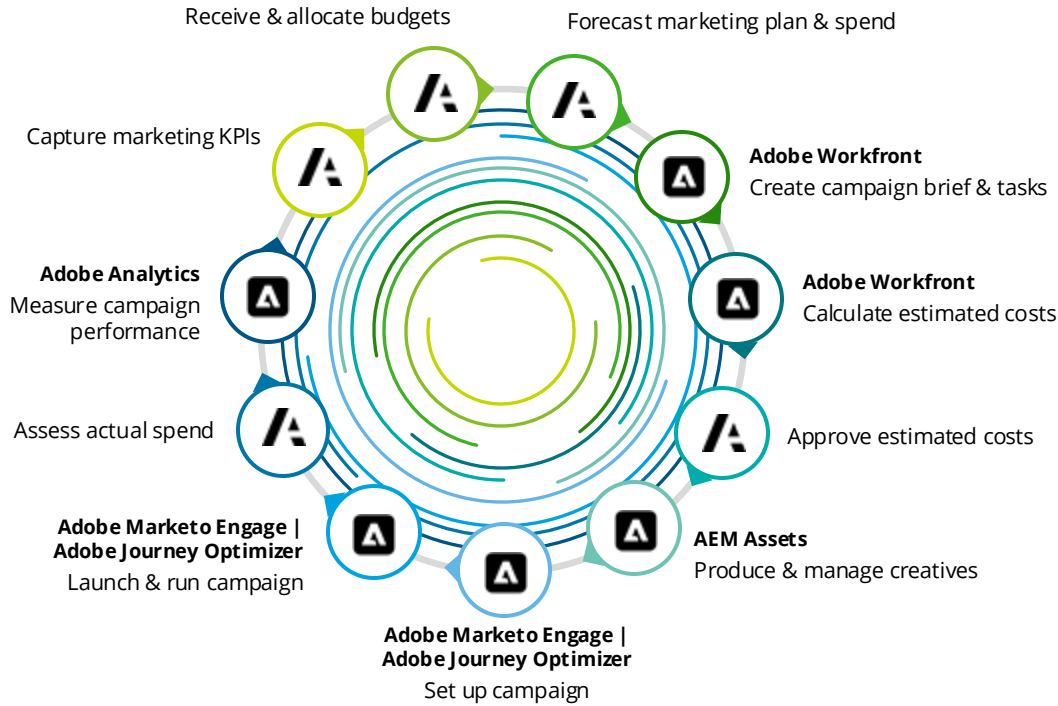 Receive & allocate budgets
Forecast marketing plan & spend
Adobe Workfront
Create campaign brief & tasks
Adobe Workfront
Calculate estimated costs
Approve estimated costs
AEM Assets
Produce & manage creatives
Adobe Marketo Engage |
Adobe Journey Optimizer
Set up campaign
Adobe Marketo Engage |
Adobe Journey Optimizer
Launch & run campaign
Assess actual spend
Adobe Analytics
Measure campaign
performance
Capture marketing KPIs